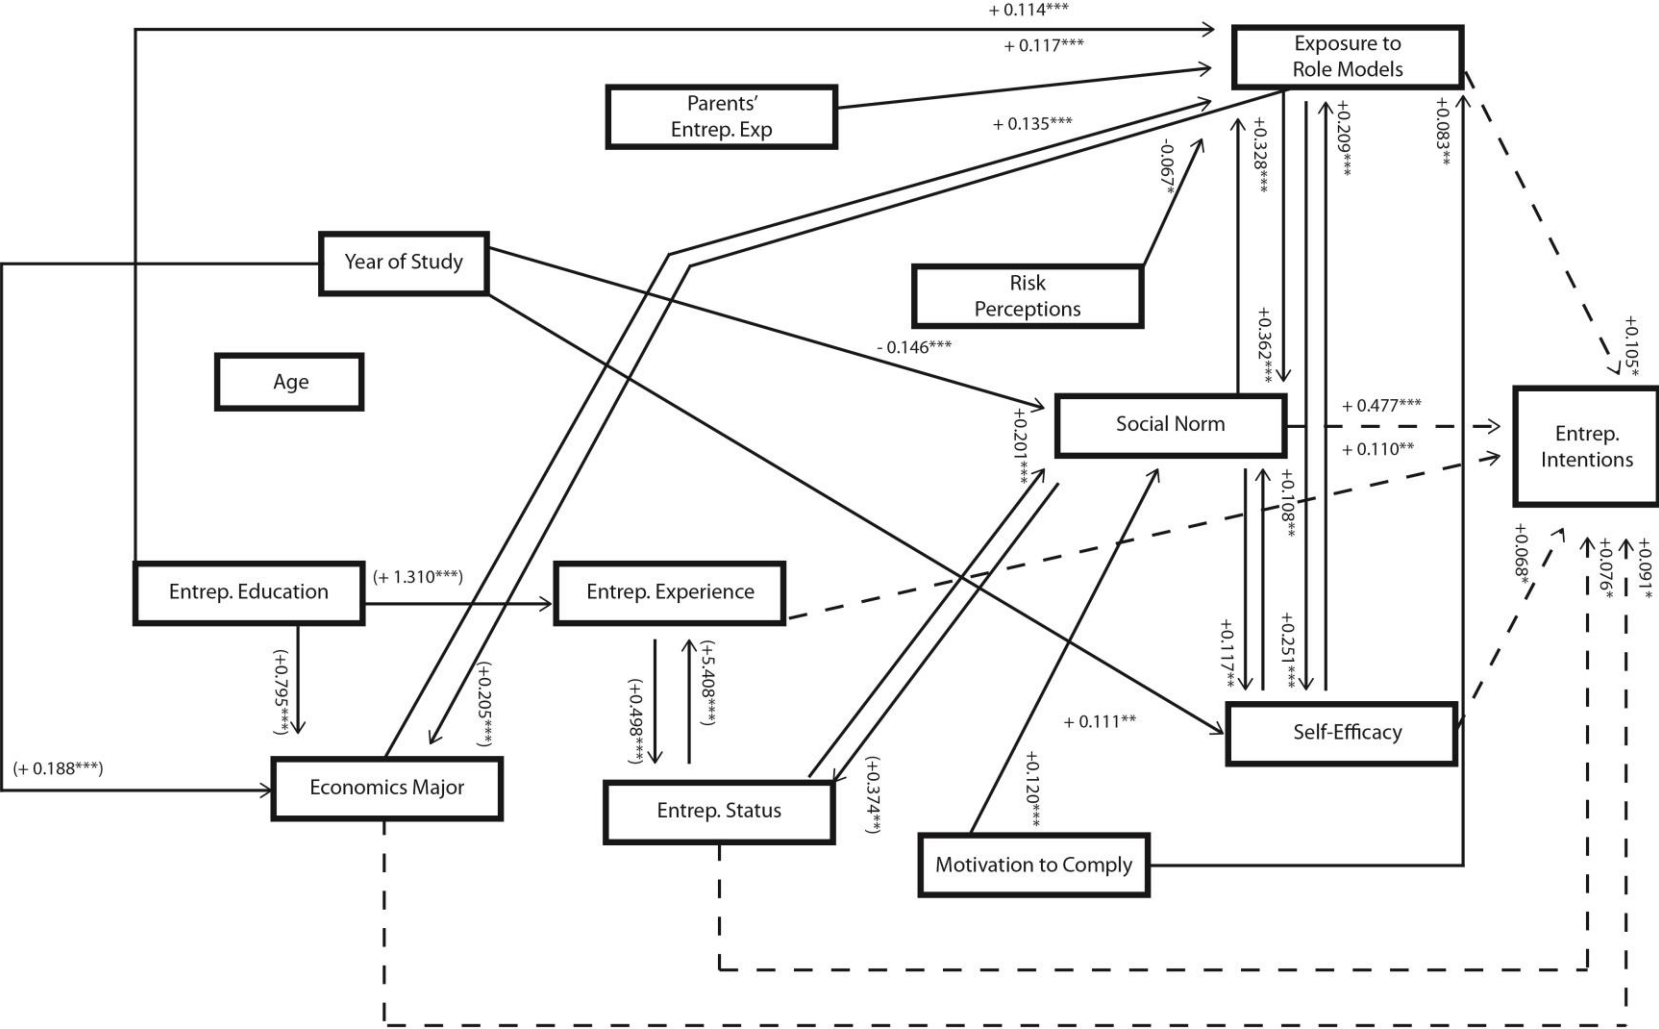 + 0.114***
Exposure to
Role Models
+ 0.117***
Parents'
Entrep. Exp
+ 0.135***
-0.067*
+0.328***
+0.209***
+0.083**
Year of Study
Risk
Perceptions
- 0.146***
+0.362***
+0.105*
Age
Social Norm
+ 0.477***
+ 0.110**
Entrep.
Intentions
+0.201***
+0.108**
+0.068*
+0.076*
+0.091*
Entrep. Education
(+ 1.310***)
Entrep. Experience
(+0.795***)
(+0.205***)
(+0.498***)
(+5.408***)
+0.117**
+0.251***
Self-Efficacy
+ 0.111**
(+ 0.188***)
Economics Major
Entrep. Status
(+0.374**)
+0.120***
Motivation to Comply